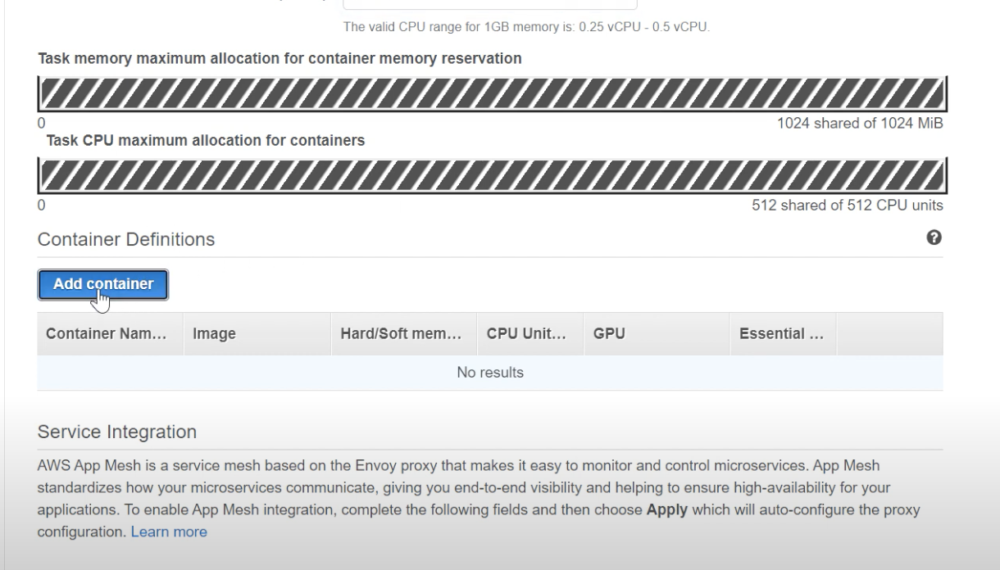 The valid CPU range for 1GB memory is: 0.25 vCPU - 0.5 vCPU.
Task memory maximum allocation for container memory reservation
0
1024 shared of 1024 MiB
Task CPU maximum allocation for containers
0
512 shared of 512 CPU units
Container Definitions
?
Add container
Container Nam... Image Hard/Soft mem... CPU Unit... GPU Essential ...
No results
Service Integration
AWS App Mesh is a service mesh based on the Envoy proxy that makes it easy to monitor and control microservices. App Mesh
standardizes how your microservices communicate, giving you end-to-end visibility and helping to ensure high-availability for your
applications. To enable App Mesh integration, complete the following fields and then choose Apply which will auto-configure the proxy
configuration. Learn more